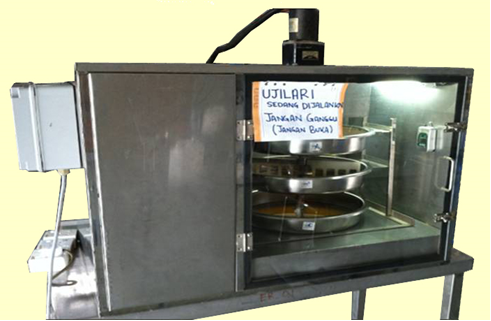 UJILARI
SEDANG DIJALANKAN
JANGAN GANGGU
(JANGAN BUKA)